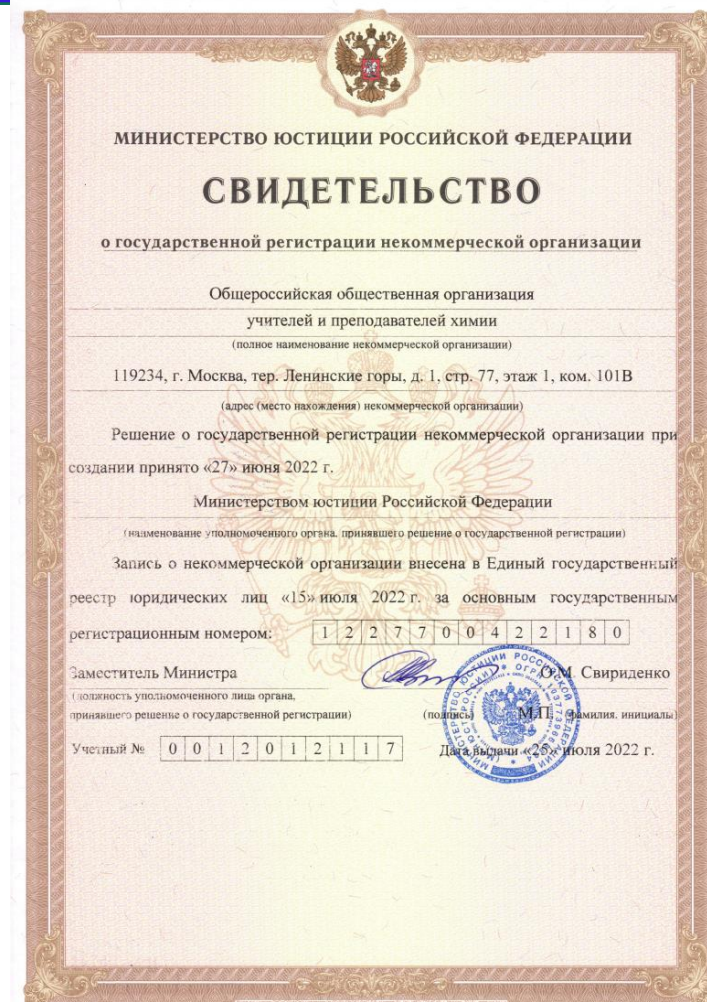 МИНИСТЕРСТВО ЮСТИЦИИ РОССИЙСКОЙ ФЕДЕРАЦИИ
СВИДЕТЕЛЬСТВО
о государственной регистрации некоммерческой организации
Общероссийская общественная организация
учителей и преподавателей химии
(полное наименование некоммерческой организации)
119234, г. Москва, тер. Ленинские горы, д. 1, стр. 77, этаж 1, ком. 101В
(адрес (место нахождения) некоммерческой организации)
Решение о государственной регистрации некоммерческой организации при
создании принято «27» июня 2022 г.
Министерством юстиции Российской Федерации
(наименование уполномоченного органа, принявшего решение о государственной регистрации)
Запись о некоммерческой организации внесена в Единый государственный
реестр юридических лиц «15» июля 2022 г. за основным государственным
регистрационным номером: 1 2 2 7 7 0 0 4 2 2 1 8 0
Заместитель Министра О.М. Свириденко
(должность уполномоченного лица органа,
принявшего решение о государственной регистрации) (подпись) М.П. (фамилия, инициалы)
Учетный № 0 0 1 2 0 1 2 1 1 7 Дата выдачи «25» июля 2022 г.
МИНИСТЕРСТВО ЮСТИЦИИ РОССИЙСКОЙ ФЕДЕРАЦИИ